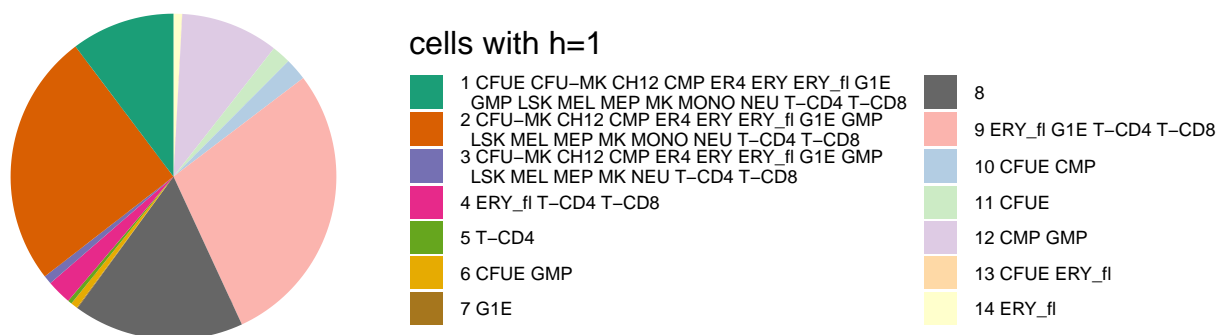 cells with h=1
1 CFUE CFU−MK CH12 CMP ER4 ERY ERY_fl G1E
GMP LSK MEL MEP MK MONO NEU T−CD4 T−CD8
2 CFU−MK CH12 CMP ER4 ERY ERY_fl G1E GMP
LSK MEL MEP MK MONO NEU T−CD4 T−CD8
3 CFU−MK CH12 CMP ER4 ERY ERY_fl G1E GMP
LSK MEL MEP MK NEU T−CD4 T−CD8
4 ERY_fl T−CD4 T−CD8
5 T−CD4
6 CFUE GMP
7 G1E
8
9 ERY_fl G1E T−CD4 T−CD8
10 CFUE CMP
11 CFUE
12 CMP GMP
13 CFUE ERY_fl
14 ERY_fl